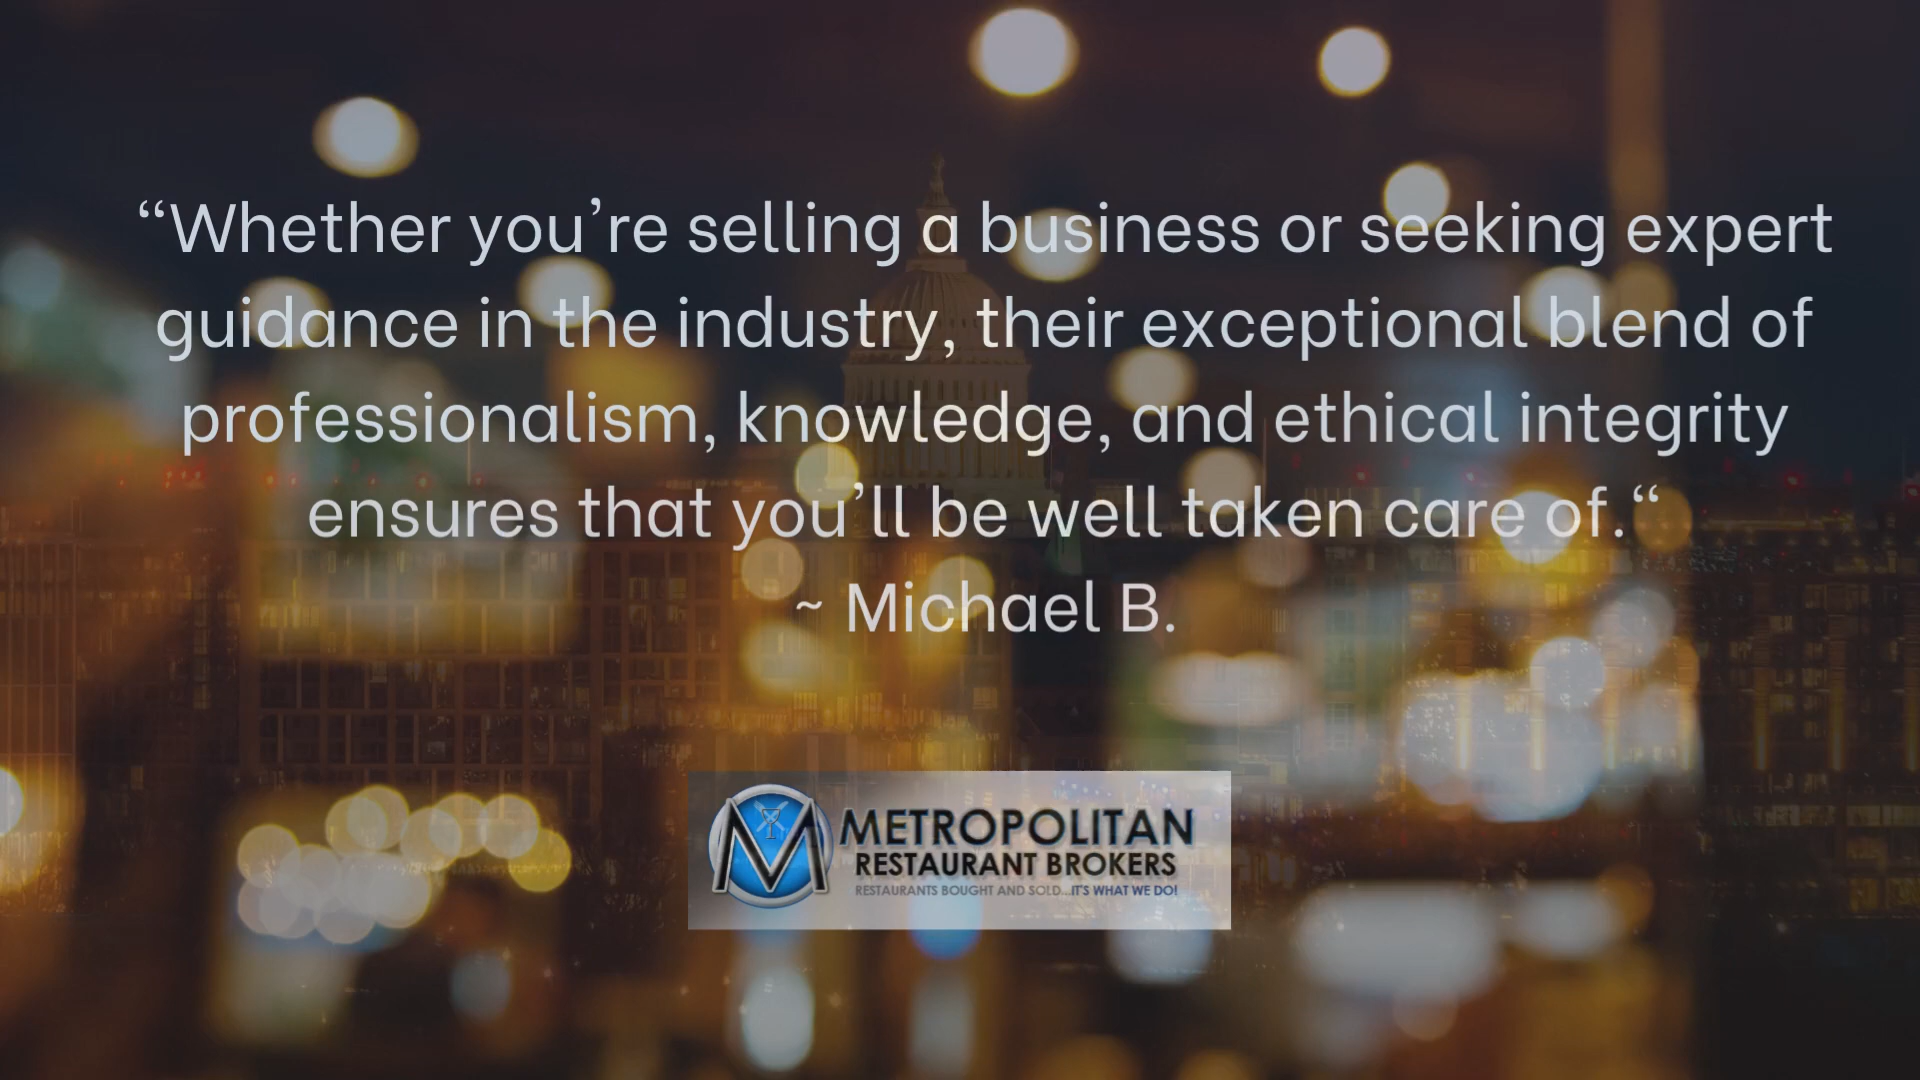 “Whether you’re selling a business or seeking expert
guidance in the industry, their exceptional blend of
professionalism, knowledge, and ethical integrity
ensures that you’ll be well taken care of.“
~ Michael B.
M
METROPOLITAN
RESTAURANT BROKERS
RESTAURANTS BOUGHT AND SOLD...IT'S WHAT WE DO!